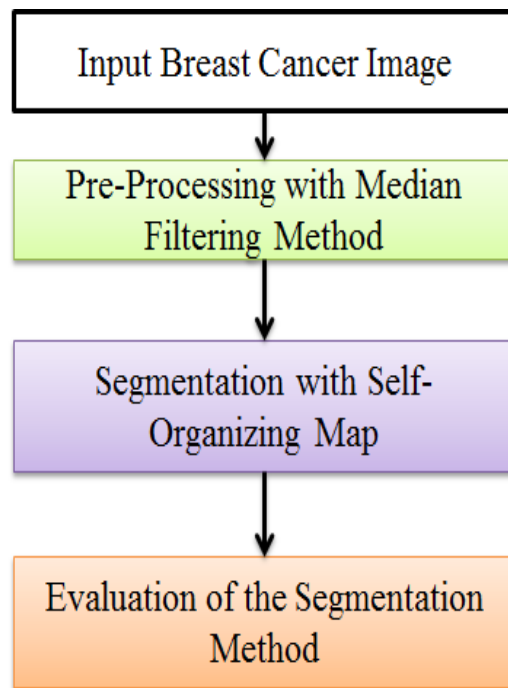 Input Breast Cancer Image
Pre-Processing with Median
Filtering Method
Segmentation with Self-
Organizing Map
Evaluation of the Segmentation
Method